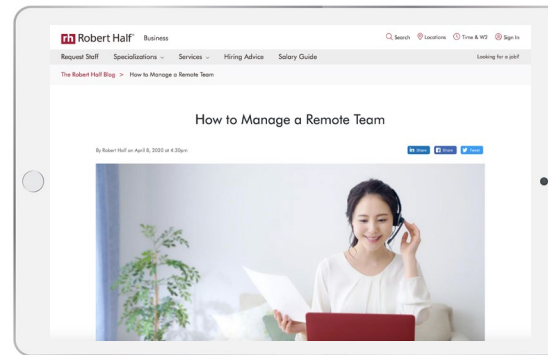 rh Robert Half® Business
Search Locations Time & W2 Sign In
Request Staff Specializations Services Hiring Advice Salary Guide Looking for a job?
The Robert Half Blog > How to Manage a Remote Team
How to Manage a Remote Team
By Robert Half on April 8, 2020 at 4:30pm
in Share f Share Tweet